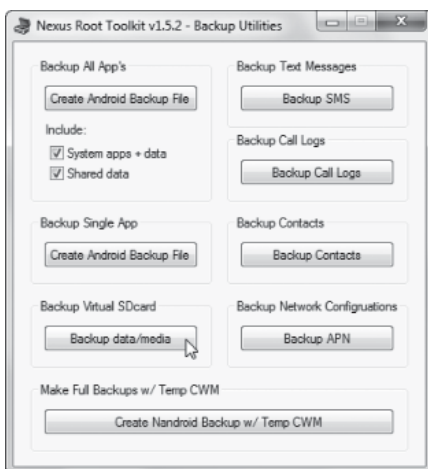 Nexus Root Toolkit v1.5.2 - Backup Utilities
Backup All App's
Create Android Backup File
Include:
System apps + data
Shared data
Backup Text Messages
Backup SMS
Backup Call Logs
Backup Call Logs
Backup Single App
Create Android Backup File
Backup Contacts
Backup Contacts
Backup Virtual SDcard
Backup data/media
Backup Network Configruations
Backup APN
Make Full Backups w/ Temp CWM
Create Nandroid Backup w/ Temp CWM